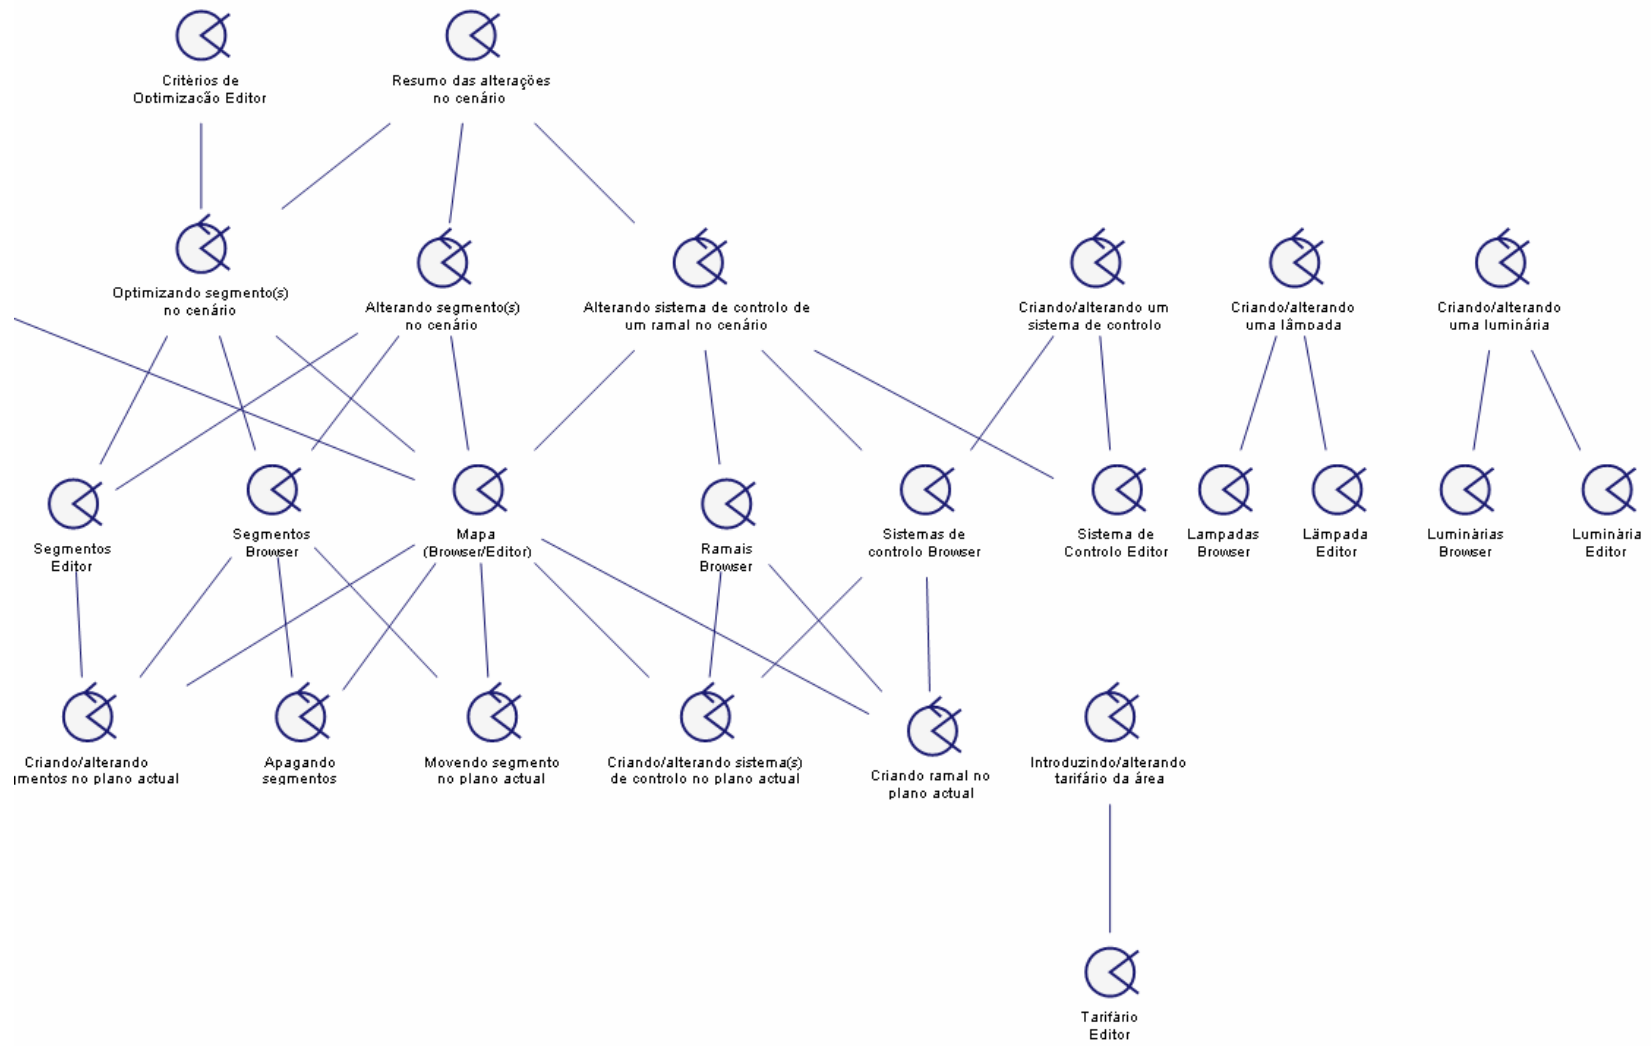 Critérios de
Optimização Editor
Resumo das alterações
no cenário
Optimizando segmento(s)
no cenário
Alterando segmento(s)
no cenário
Alterando sistema de controlo de
um ramal no cenário
Criando/alterando um
sistema de controlo
Criando/alterando
uma lâmpada
Criando/alterando
uma luminária
Segmentos
Editor
Segmentos
Browser
Mapa
(Browser/Editor)
Ramais
Browser
Sistemas de
controlo Browser
Sistema de
Controlo Editor
Lampadas
Browser
Lâmpada
Editor
Luminárias
Browser
Luminária
Editor
Criando/alterando
gmentos no plano actual
Apagando
segmentos
Movendo segmento
no plano actual
Criando/alterando sistema(s)
de controlo no plano actual
Criando ramal no
plano actual
Introduzindo/alterando
tarifário da área
Tarifário
Editor